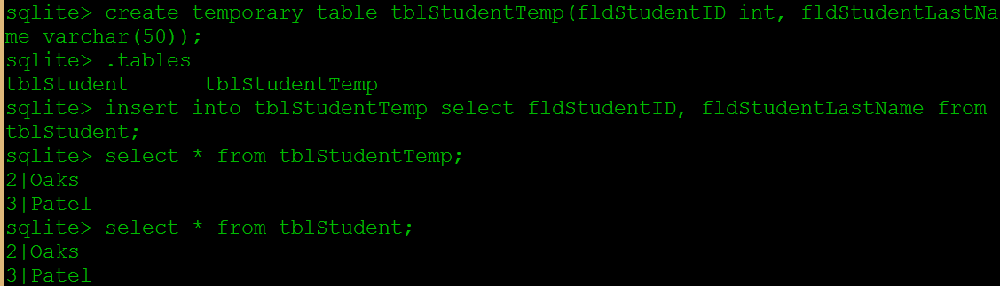 sqlite> create temporary table tblStudentTemp(fldStudentID int, fldStudentLastNa
me varchar(50));
sqlite> .tables
tblStudent      tblStudentTemp
sqlite> insert into tblStudentTemp select fldStudentID, fldStudentLastName from
tblStudent;
sqlite> select * from tblStudentTemp;
2|Oaks
3|Patel
sqlite> select * from tblStudent;
2|Oaks
3|Patel